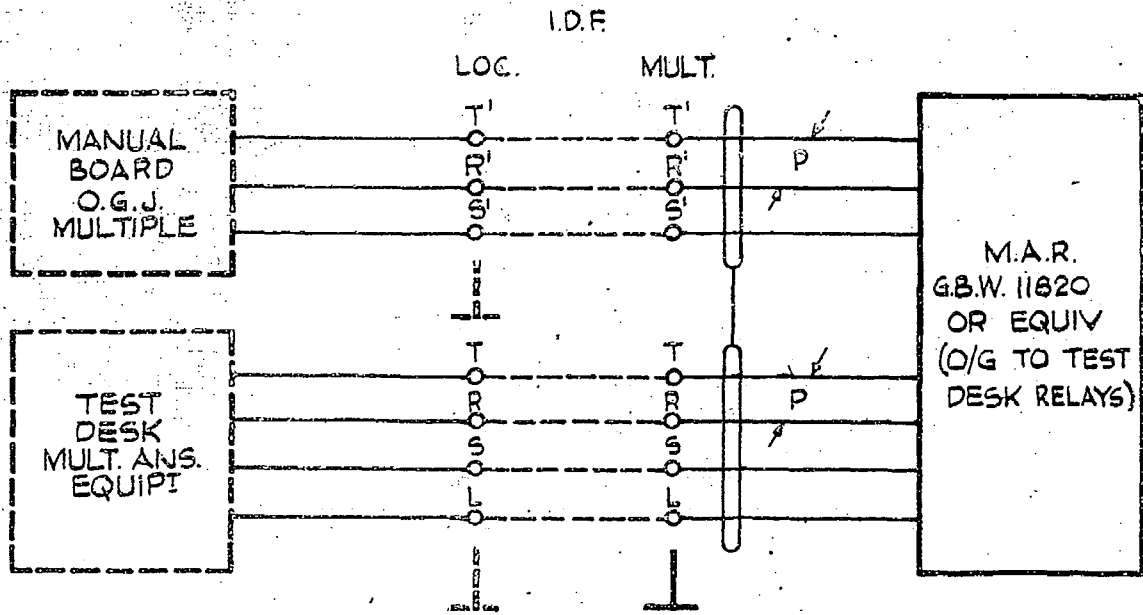 I.D.F.
LOC. MULT.
MANUAL
BOARD
O.G.J.
MULTIPLE
T' T'
R' R'
S' S'
P
M.A.R.
G.B.W. 11820
OR EQUIV
(O/G TO TEST
DESK RELAYS)
TEST
DESK
MULT. ANS.
EQUIPT
T T
R R
S S
L L
P